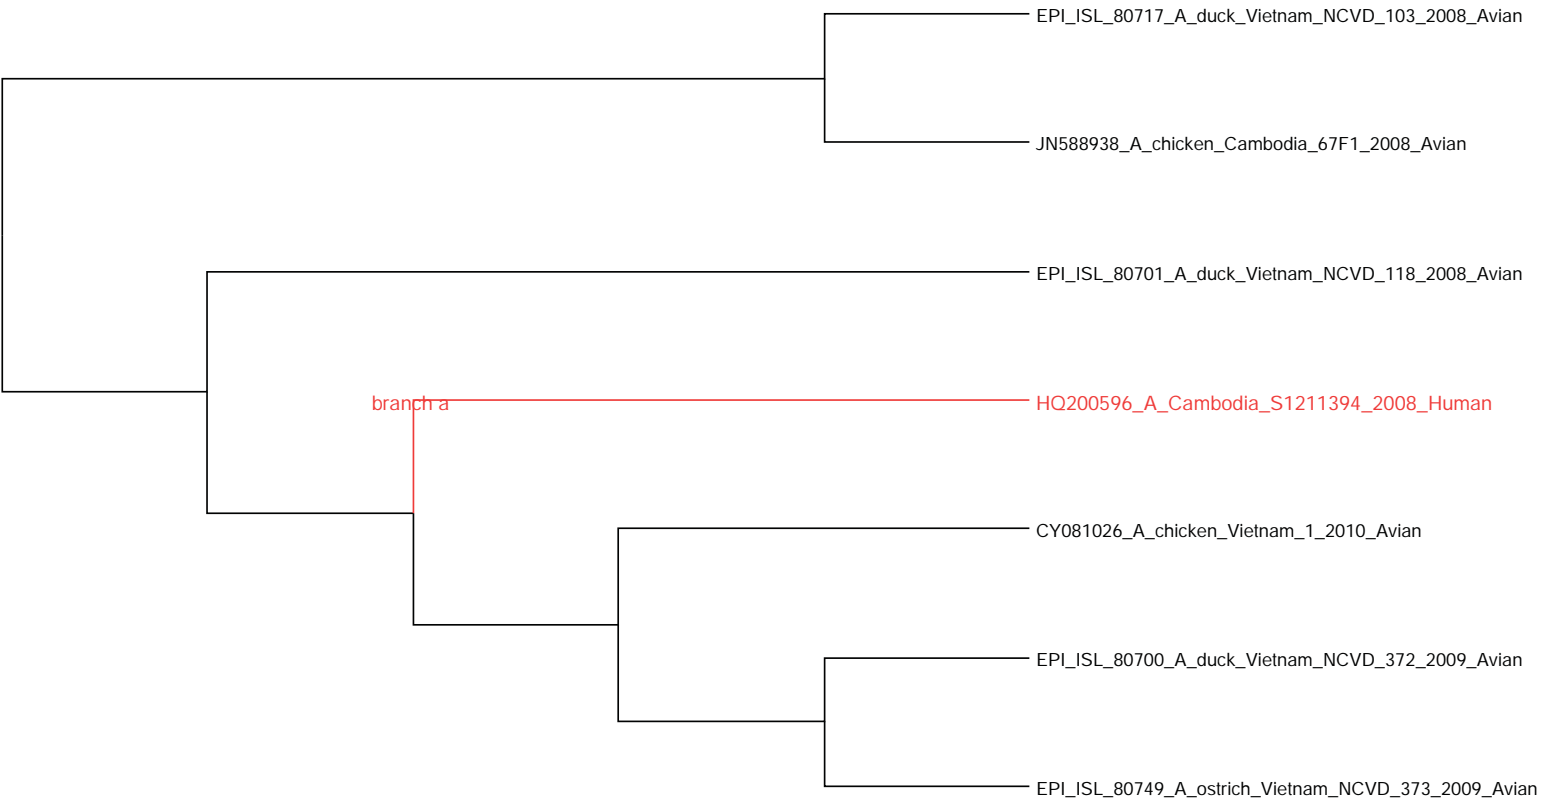 EPI_ISL_80717_A_duck_Vietnam_NCVD_103_2008_Avian
JN588938_A_chicken_Cambodia_67F1_2008_Avian
EPI_ISL_80701_A_duck_Vietnam_NCVD_118_2008_Avian
branch a
HQ200596_A_Cambodia_S1211394_2008_Human
CY081026_A_chicken_Vietnam_1_2010_Avian
EPI_ISL_80700_A_duck_Vietnam_NCVD_372_2009_Avian
EPI_ISL_80749_A_ostrich_Vietnam_NCVD_373_2009_Avian